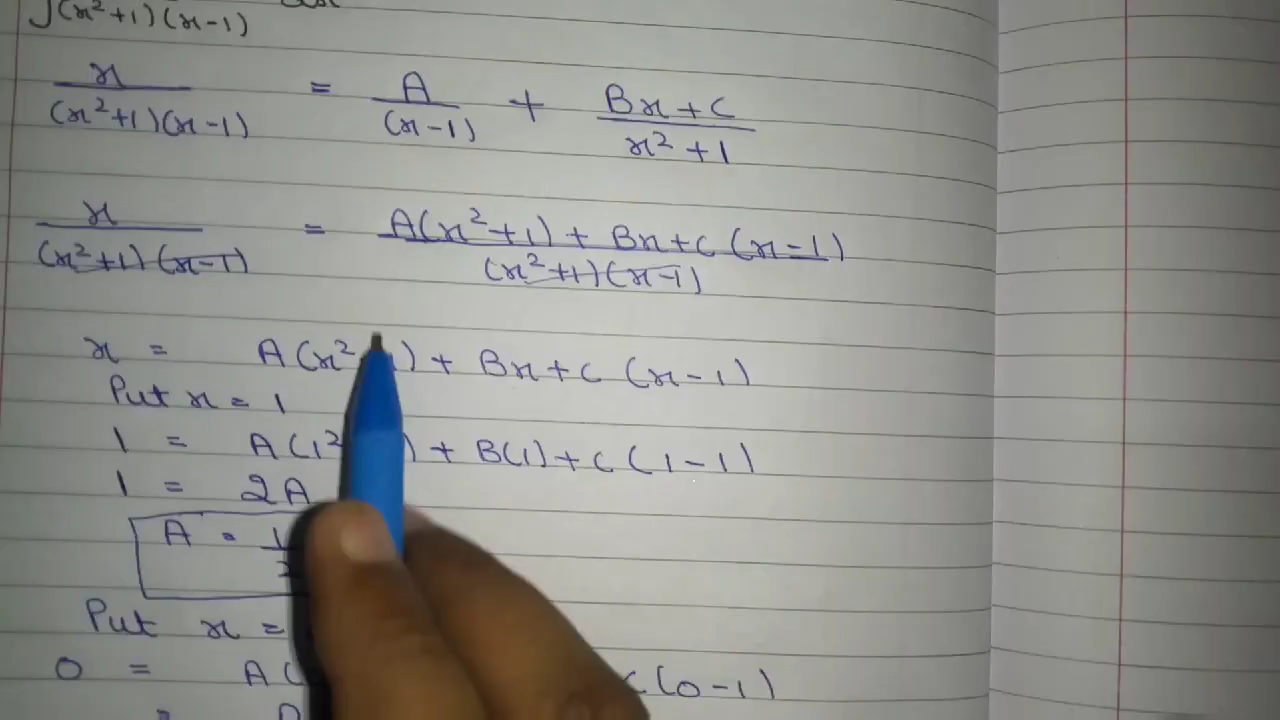 ∫(x²+1)(x-1)
x/(x²+1)(x-1) = A/(x-1) + Bx+C/x²+1
x/(x²+1)(x-1) = A(x²+1) + Bx+C (x-1)/(x²+1)(x-1)
x = A(x² ) + Bx+C (x-1)
Put x = 1
1 = A(1² ) + B(1)+C (1-1)
1 = 2A
A = 1
Put x =
0 = A( C(0-1)
=